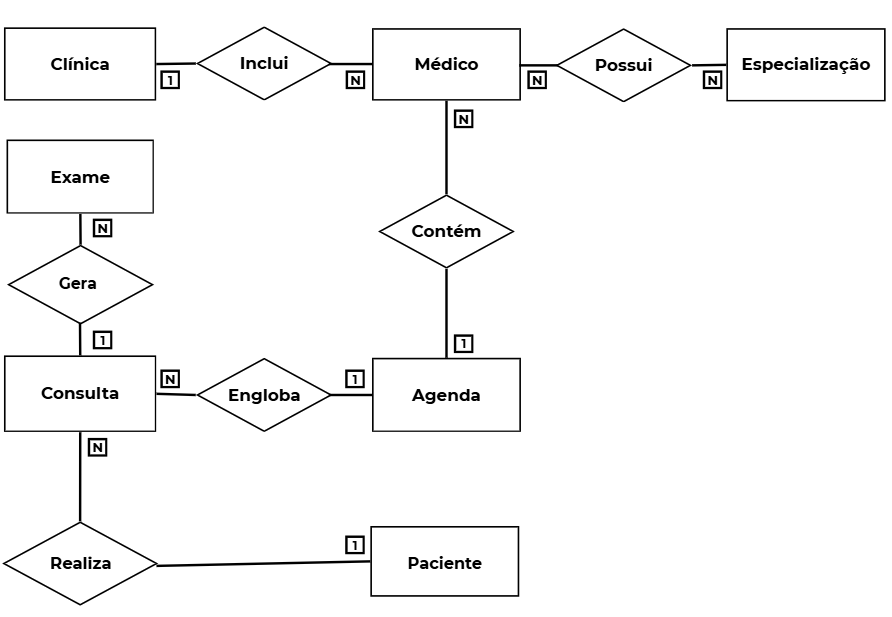 Clínica
1
Inclui
N
Médico
N
Possui
N
Especialização
N
Exame
N
Contém
Gera
1
1
Consulta
N
Engloba
1
Agenda
N
Realiza
1
Paciente